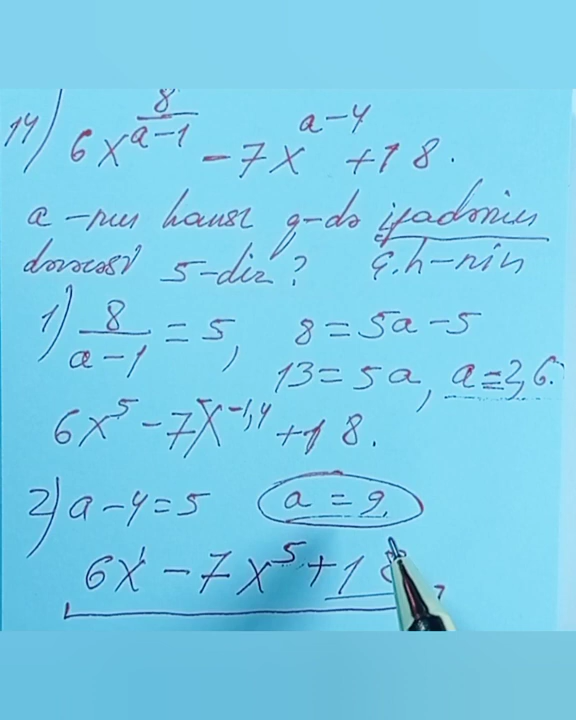 14) 6x^(8/(a-1)) - 7x^(a-4) + 18.
a-nın hansı q-də ifadənin
dərəcəsi 5-dir? ç.h-nin
1) 8/(a-1) = 5, 8 = 5a - 5
13 = 5a, a = 2,6.
6x^5 - 7x^(-1,4) + 18.
2) a - 4 = 5 a = 9.
6x^1 - 7x^5 + 18